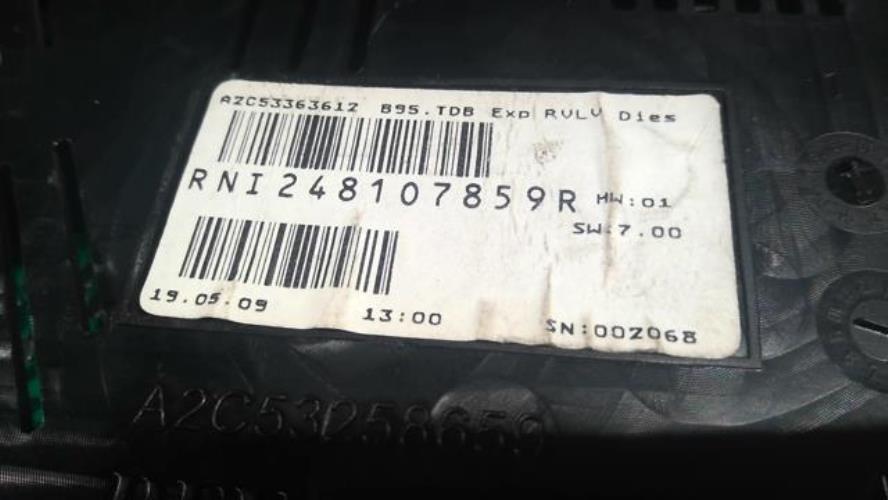 A2C53363612 B95.TDB Exp RVLV Dies
RNI248107859R HW:01
SW:7.00
19.05.09 13:00 SN:002068
A2C53258659